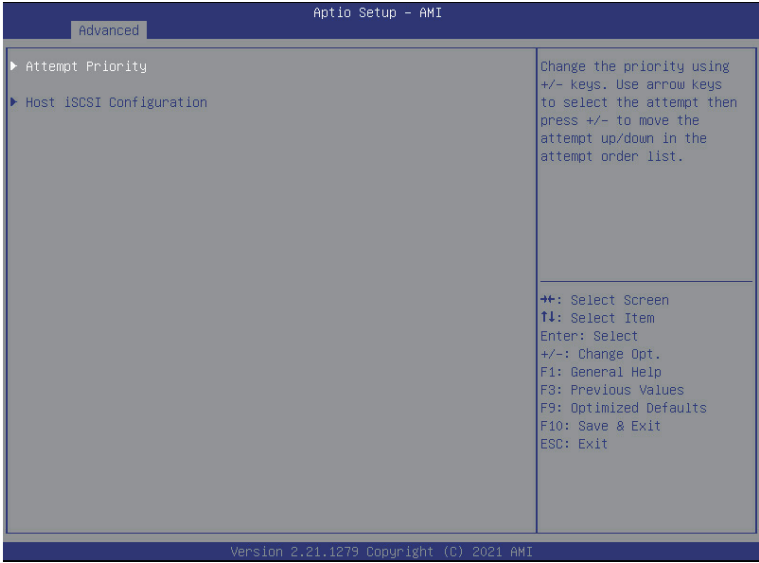 Aptio Setup – AMI
Advanced
▶ Attempt Priority
▶ Host iSCSI Configuration
Change the priority using
+/– keys. Use arrow keys
to select the attempt then
press +/– to move the
attempt up/down in the
attempt order list.
→←: Select Screen
↑↓: Select Item
Enter: Select
+/–: Change Opt.
F1: General Help
F3: Previous Values
F9: Optimized Defaults
F10: Save & Exit
ESC: Exit
Version 2.21.1279 Copyright (C) 2021 AMI